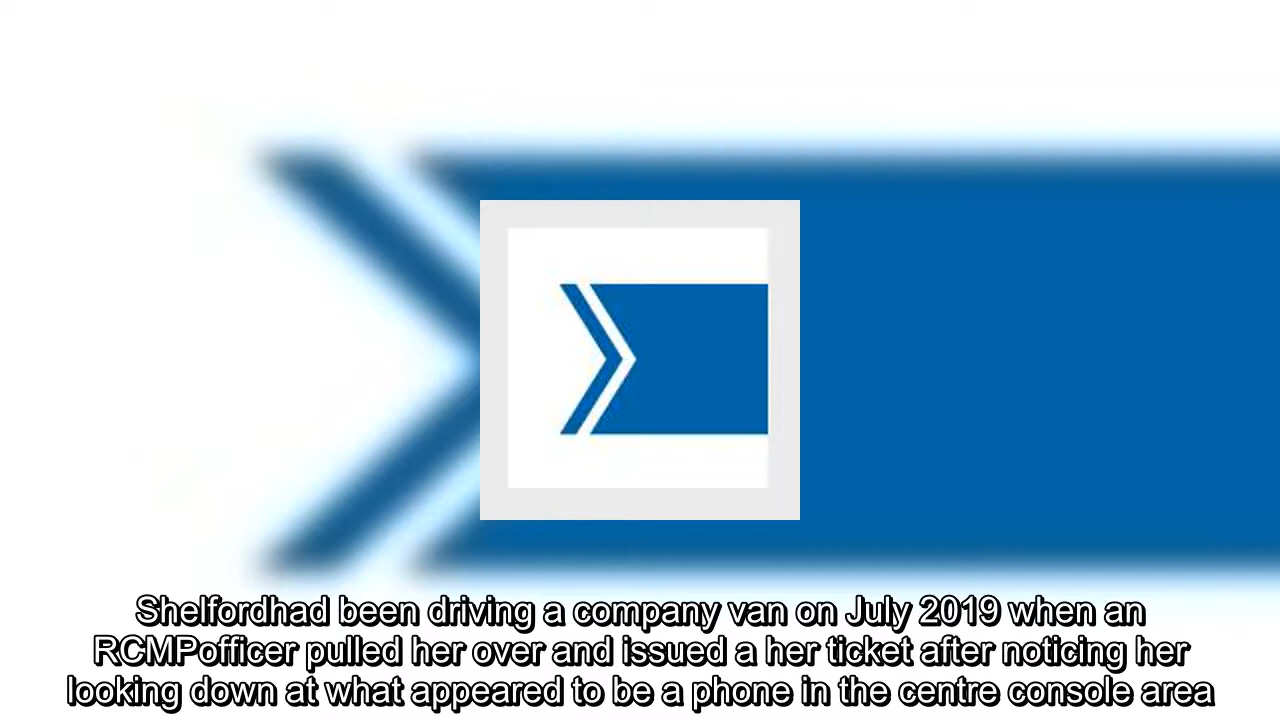 Shelfordhad been driving a company van on July 2019 when an
RCMPofficer pulled her over and issued a her ticket after noticing her
looking down at what appeared to be a phone in the centre console area